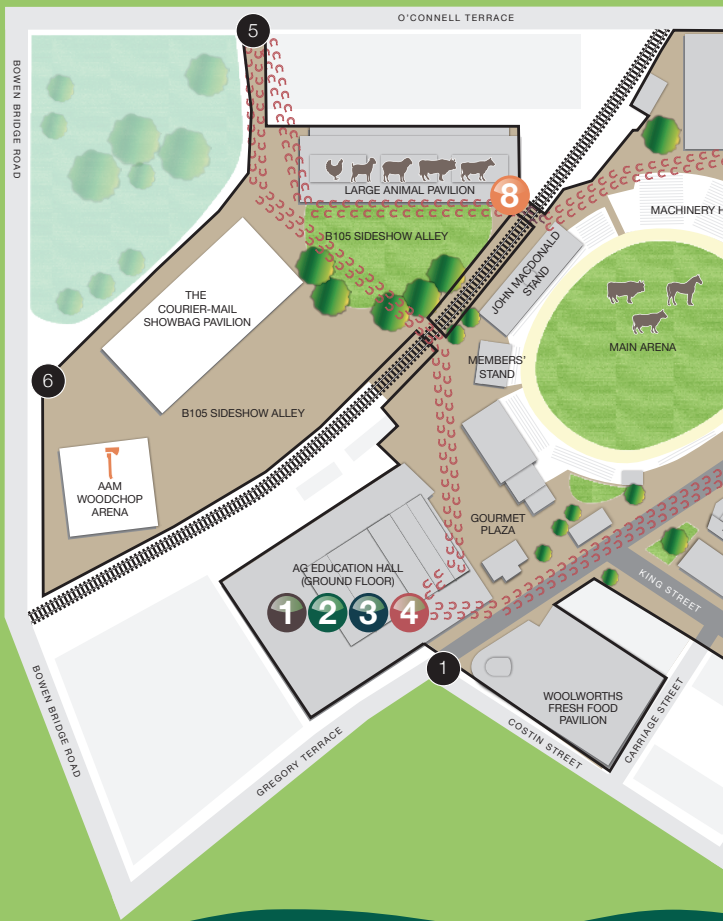 5
O'CONNELL TERRACE
BOWEN BRIDGE ROAD
LARGE ANIMAL PAVILION
8
MACHINERY H
B105 SIDESHOW ALLEY
JOHN MACDONALD
STAND
THE
COURIER-MAIL
SHOWBAG PAVILION
MAIN ARENA
MEMBERS'
STAND
6
B105 SIDESHOW ALLEY
AAM
WOODCHOP
ARENA
GOURMET
PLAZA
AG EDUCATION HALL
(GROUND FLOOR)
1
2
3
4
KING STREET
1
BOWEN BRIDGE ROAD
WOOLWORTHS
FRESH FOOD
PAVILION
CARRIAGE STREET
COSTIN STREET
GREGORY TERRACE